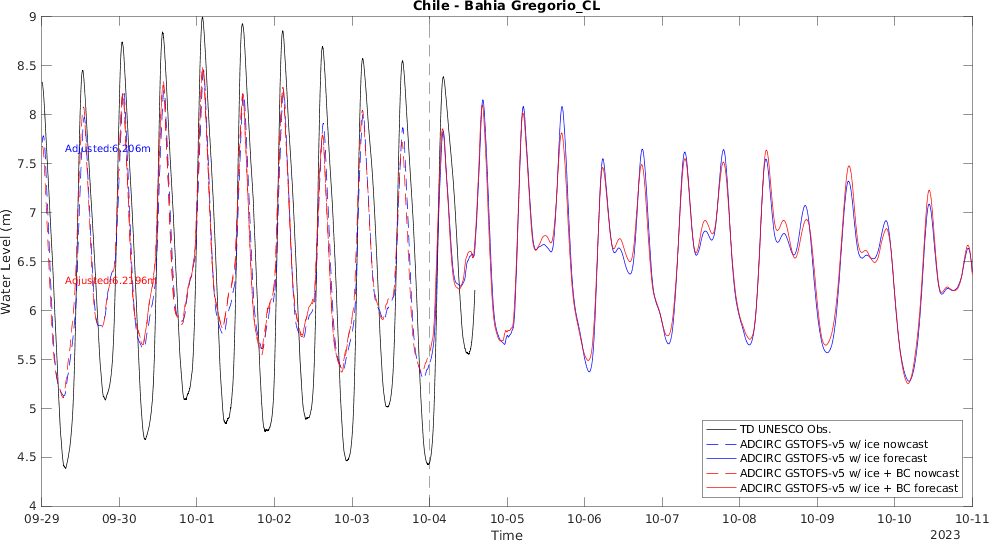 Chile - Bahia Gregorio_CL
9
8.5
8
7.5
7
6.5
6
5.5
5
4.5
4
Water Level (m)
Adjusted:6.206m
Adjusted:6.2196m
TD UNESCO Obs.
ADCIRC GSTOFS-v5 w/ ice nowcast
ADCIRC GSTOFS-v5 w/ ice forecast
ADCIRC GSTOFS-v5 w/ ice + BC nowcast
ADCIRC GSTOFS-v5 w/ ice + BC forecast
09-29 09-30 10-01 10-02 10-03 10-04 10-05 10-06 10-07 10-08 10-09 10-10 10-11
Time
2023